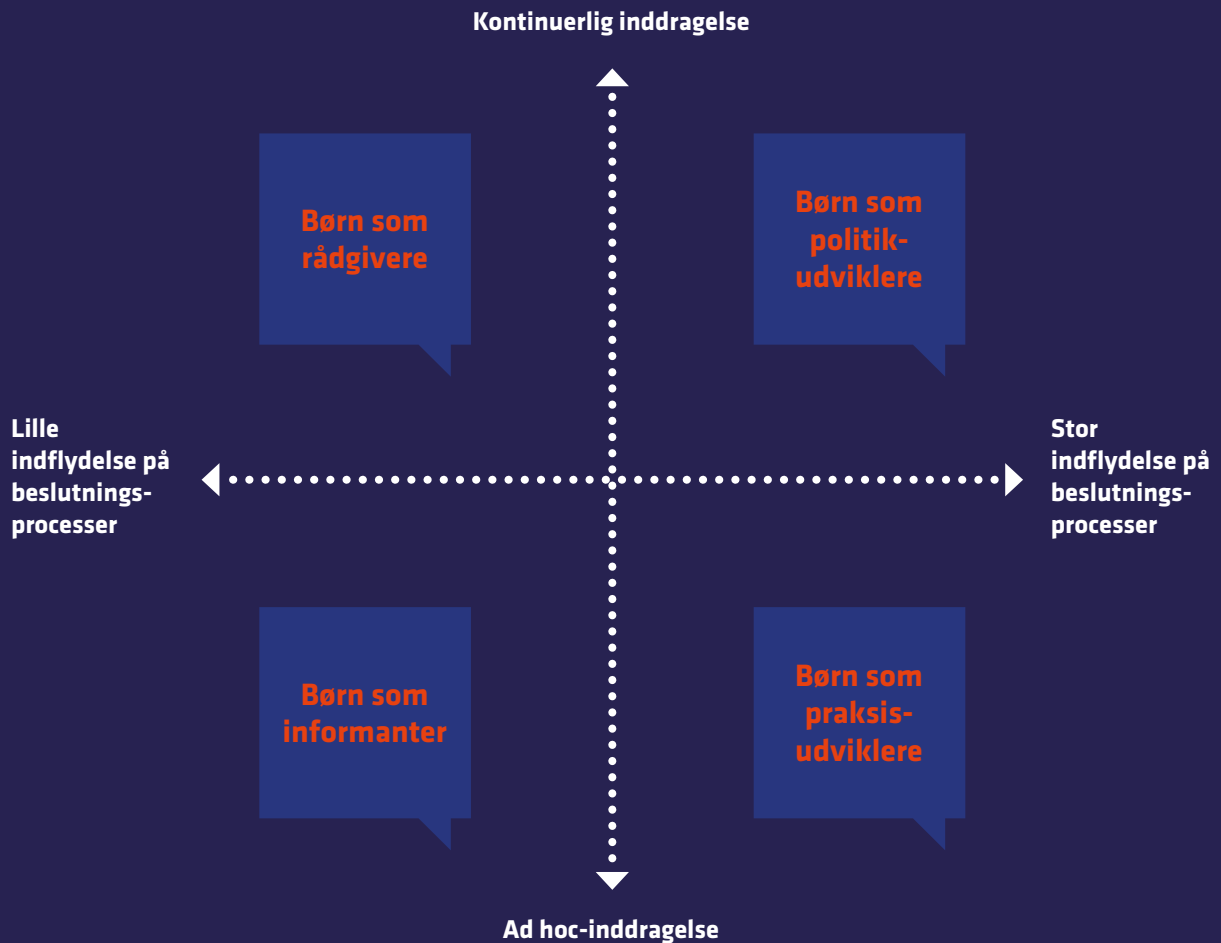 Kontinuerlig inddragelse
Børn som
rådgivere
Børn som
politik-
udviklere
Lille
indflydelse på
beslutnings-
processer
Stor
indflydelse på
beslutnings-
processer
Børn som
informanter
Børn som
praksis-
udviklere
Ad hoc-inddragelse